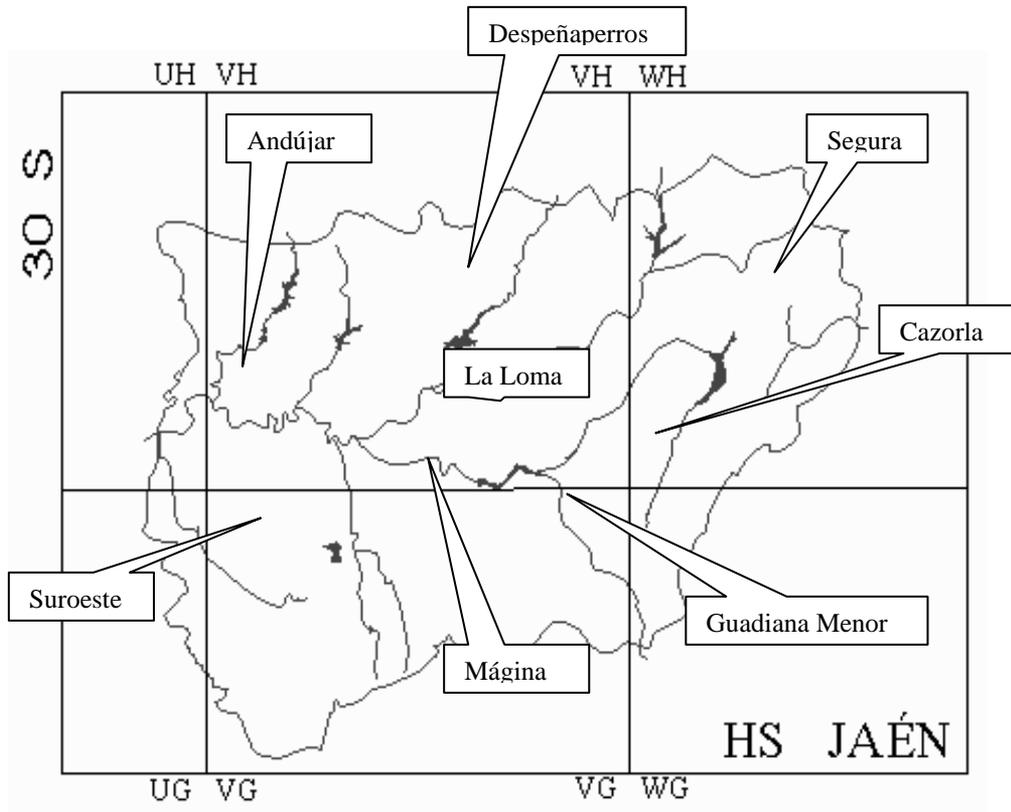 Despeñaperros
UH VH VH WH
Andújar
Segura
30 S
Cazorla
La Loma
Suroeste
Guadiana Menor
Mágina
HS JAÉN
UG VG VG WG